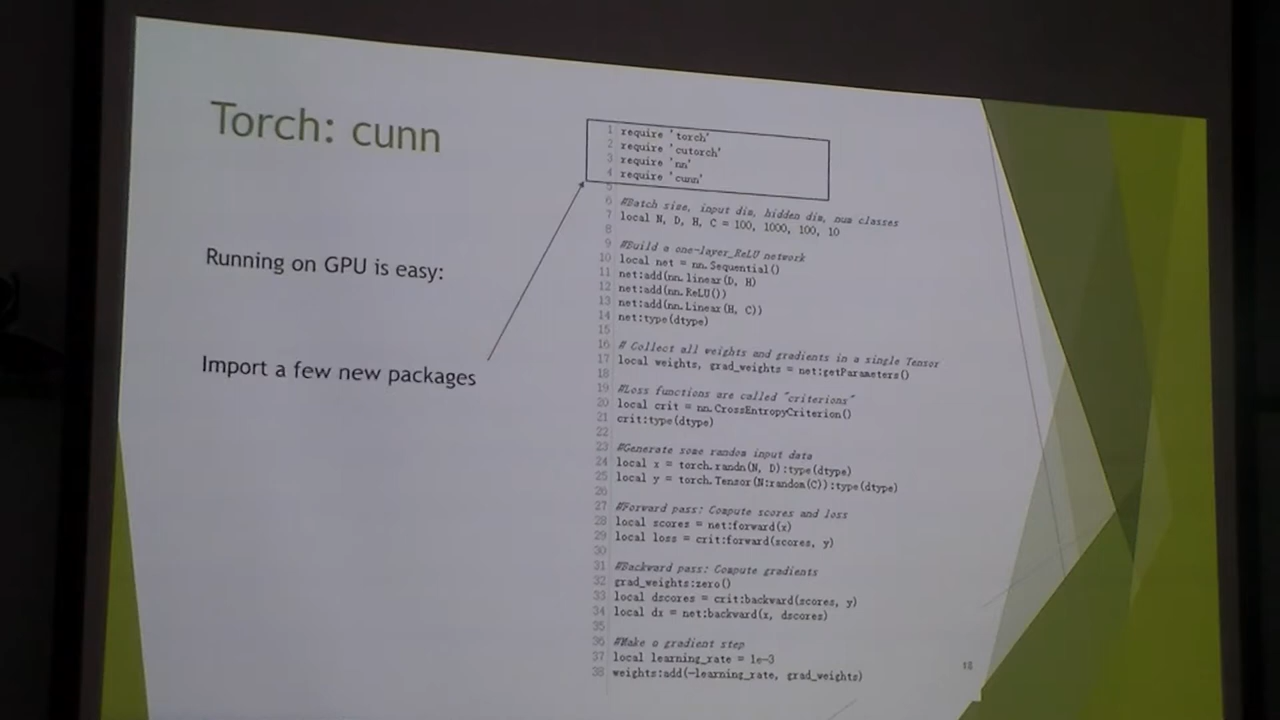 Torch: cunn
Running on GPU is easy:
Import a few new packages
1 require 'torch'
2 require 'cutorch'
3 require 'nn'
4 require 'cunn'
5
6 #Batch size, input dim, hidden dim, num classes
7 local N, D, H, C = 100, 1000, 100, 10
8
9 #Build a one-layer_ReLU network
10 local net = nn.Sequential()
11 net:add(nn.linear(D, H)
12 net:add(nn.ReLU())
13 net:add(nn.Linear(H, C))
14 net:type(dtype)
15
16 # Collect all weights and gradients in a single Tensor
17 local weights, grad_weights = net:getParameters()
18
19 #Loss functions are called "criterions"
20 local crit = nn.CrossEntropyCriterion()
21 crit:type(dtype)
22
23 #Generate some random input data
24 local x = torch.randn(N, D):type(dtype)
25 local y = torch.Tensor(N:random(C)):type(dtype)
26
27 #Forward pass: Compute scores and loss
28 local scores = net:forward(x)
29 local loss = crit:forward(scores, y)
30
31 #Backward pass: Compute gradients
32 grad_weights:zero()
33 local dscores = crit:backward(scores, y)
34 local dx = net:backward(x, dscores)
35
36 #Make a gradient step
37 local learning_rate = 1e-3
38 weights:add(-learning_rate, grad_weights)
18